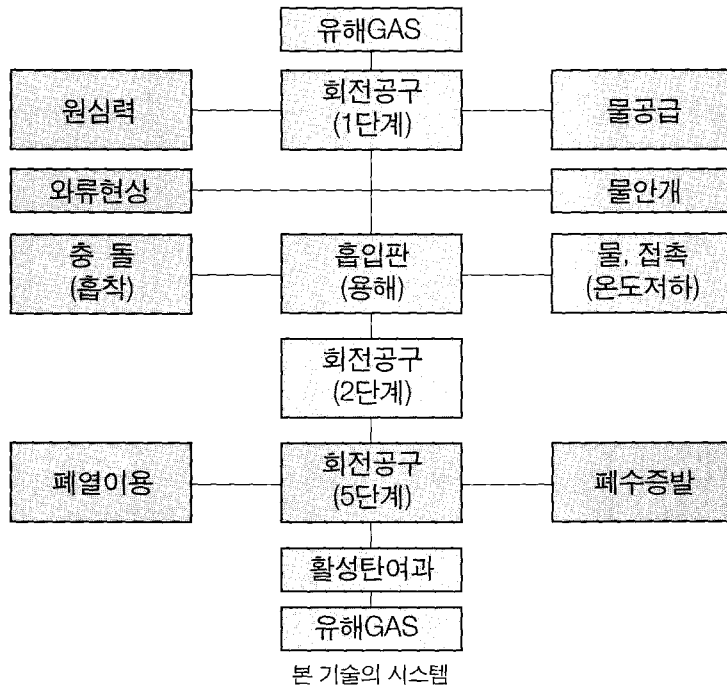 유해GAS
원심력
회전공구
(1단계)
물공급
와류현상
물안개
충 돌
(흡착)
흡입판
(용해)
물, 접촉
(온도저하)
회전공구
(2단계)
폐열이용
회전공구
(5단계)
폐수증발
활성탄여과
유해GAS
본 기술의 시스템